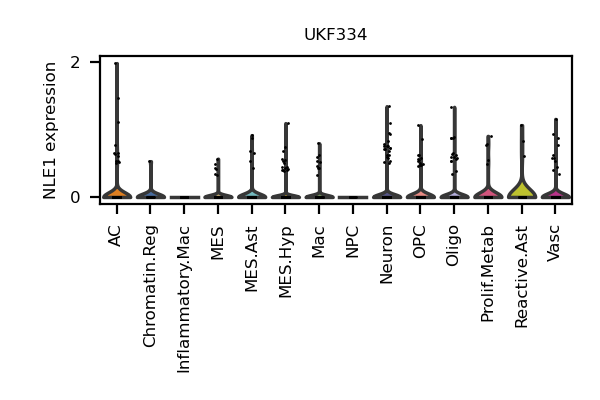 UKF334
NLE1 expression
2
0
AC
Chromatin.Reg
Inflammatory.Mac
MES
MES.Ast
MES.Hyp
Mac
NPC
Neuron
OPC
Oligo
Prolif.Metab
Reactive.Ast
Vasc